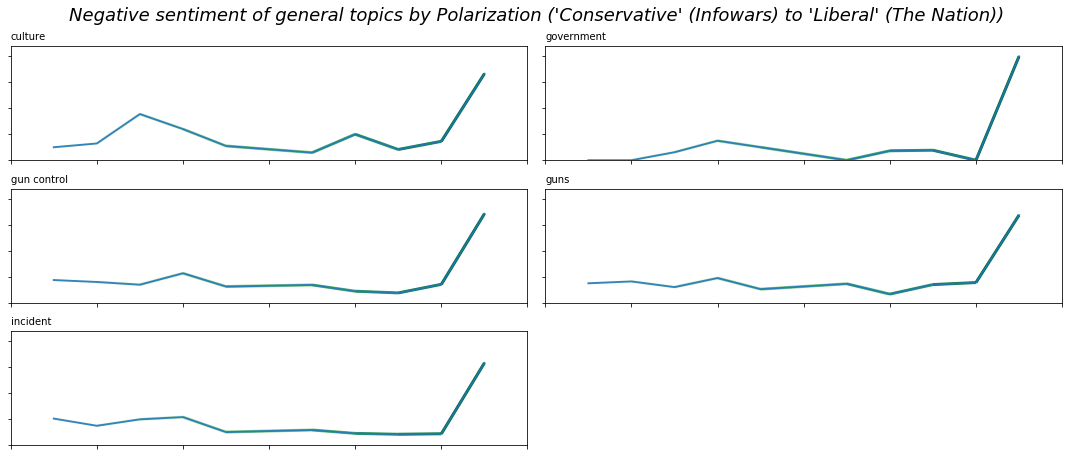 Negative sentiment of general topics by Polarization ('Conservative' (Infowars) to 'Liberal' (The Nation))
culture
government
gun control
guns
incident